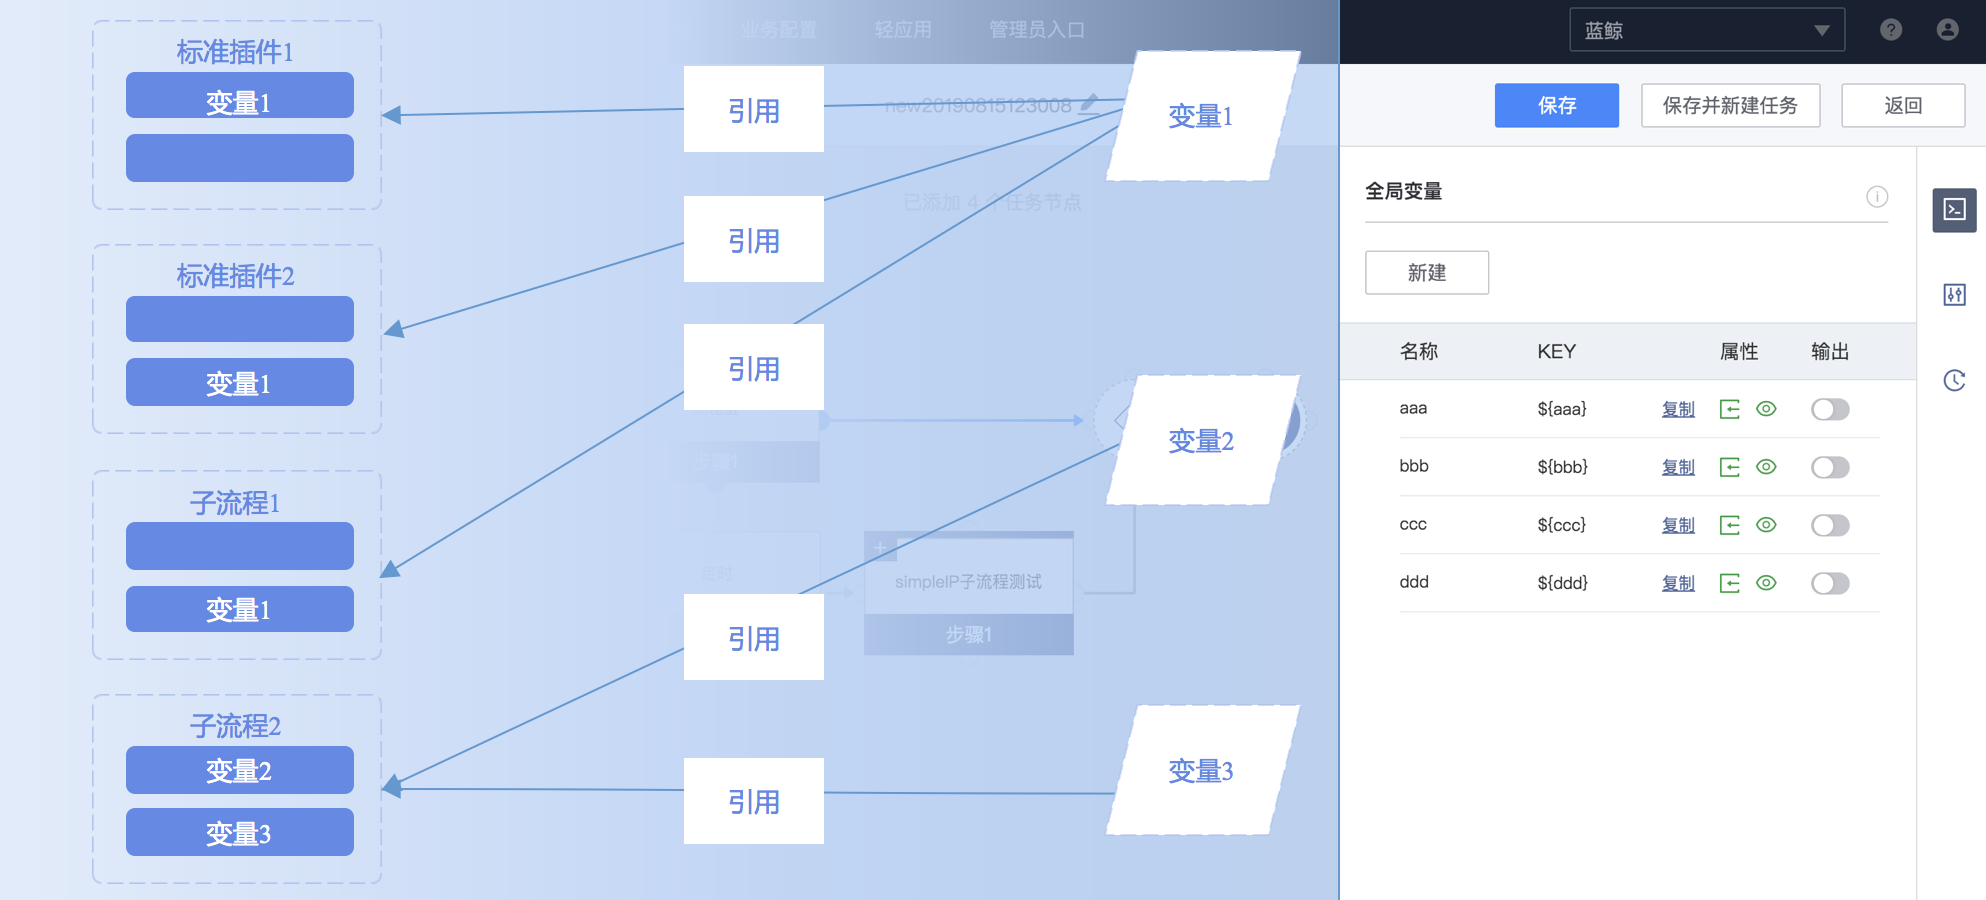 业务配置
轻应用
管理员入口
蓝鲸
new20190815123008
保存
保存并新建任务
返回
已添加 4 个任务节点
标准插件1
变量1
标准插件2
变量1
子流程1
变量1
子流程2
变量2
变量3
引用
引用
引用
引用
引用
变量1
变量2
变量3
步骤1
定时
simpleIP子流程测试
步骤1
全局变量
新建
名称 KEY 属性 输出
aaa ${aaa} 复制
bbb ${bbb} 复制
ccc ${ccc} 复制
ddd ${ddd} 复制